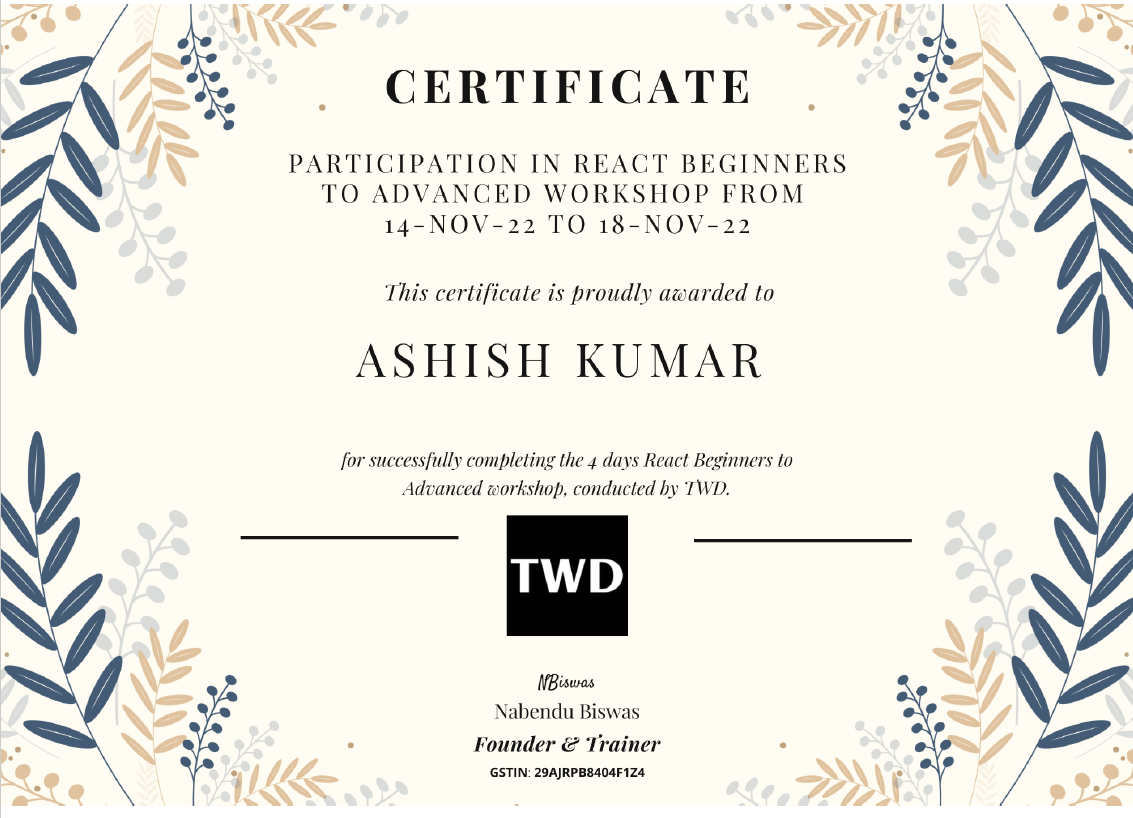 CERTIFICATE
PARTICIPATION IN REACT BEGINNERS
TO ADVANCED WORKSHOP FROM
14-NOV-22 TO 18-NOV-22
This certificate is proudly awarded to
ASHISH KUMAR
for successfully completing the 4 days React Beginners to
Advanced workshop, conducted by TWD.
TWD
NBiswas
Nabendu Biswas
Founder & Trainer
GSTIN: 29AJRPB8404F1Z4